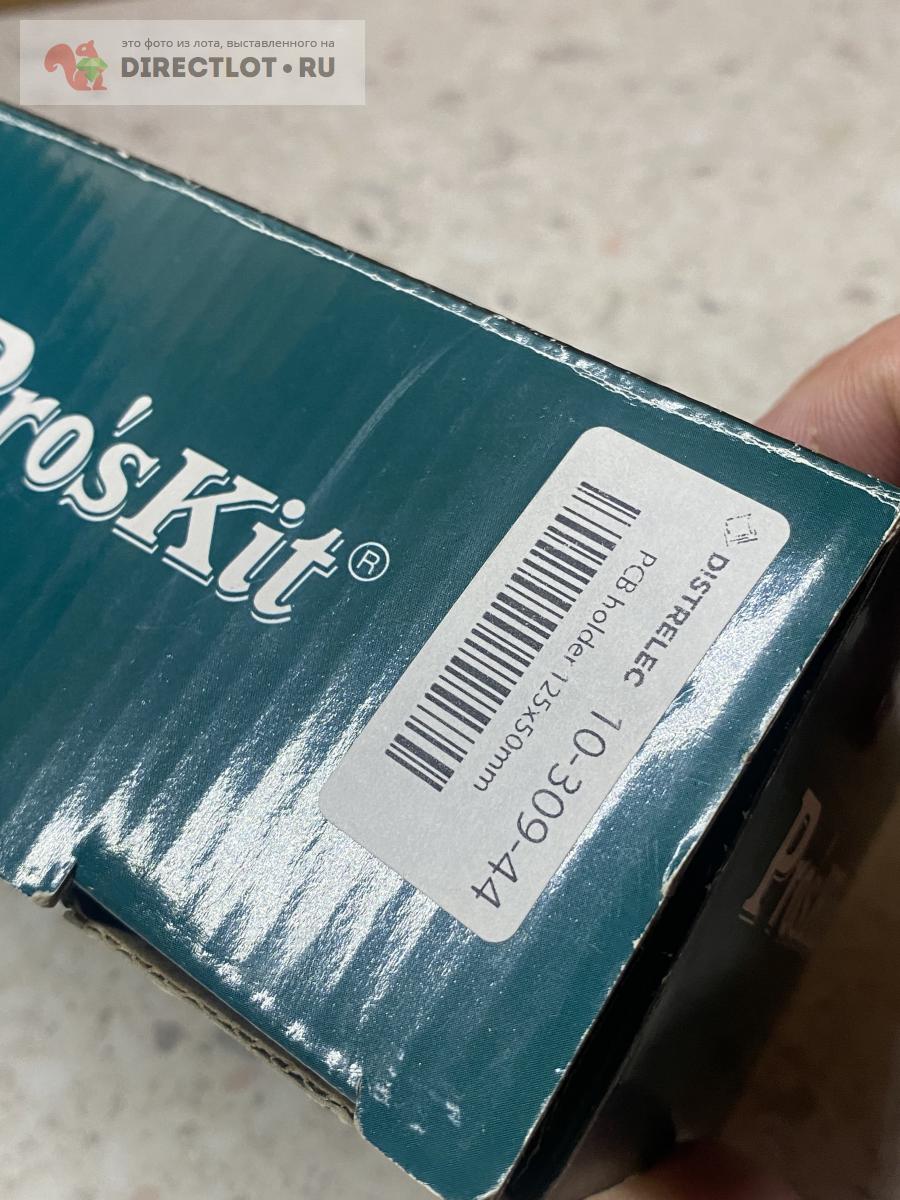 это фото из лота, выставленного на
DIRECTLOT•RU
Pro'sKit®
DISTRELEC 10-309-44
PCB holder 125x50mm